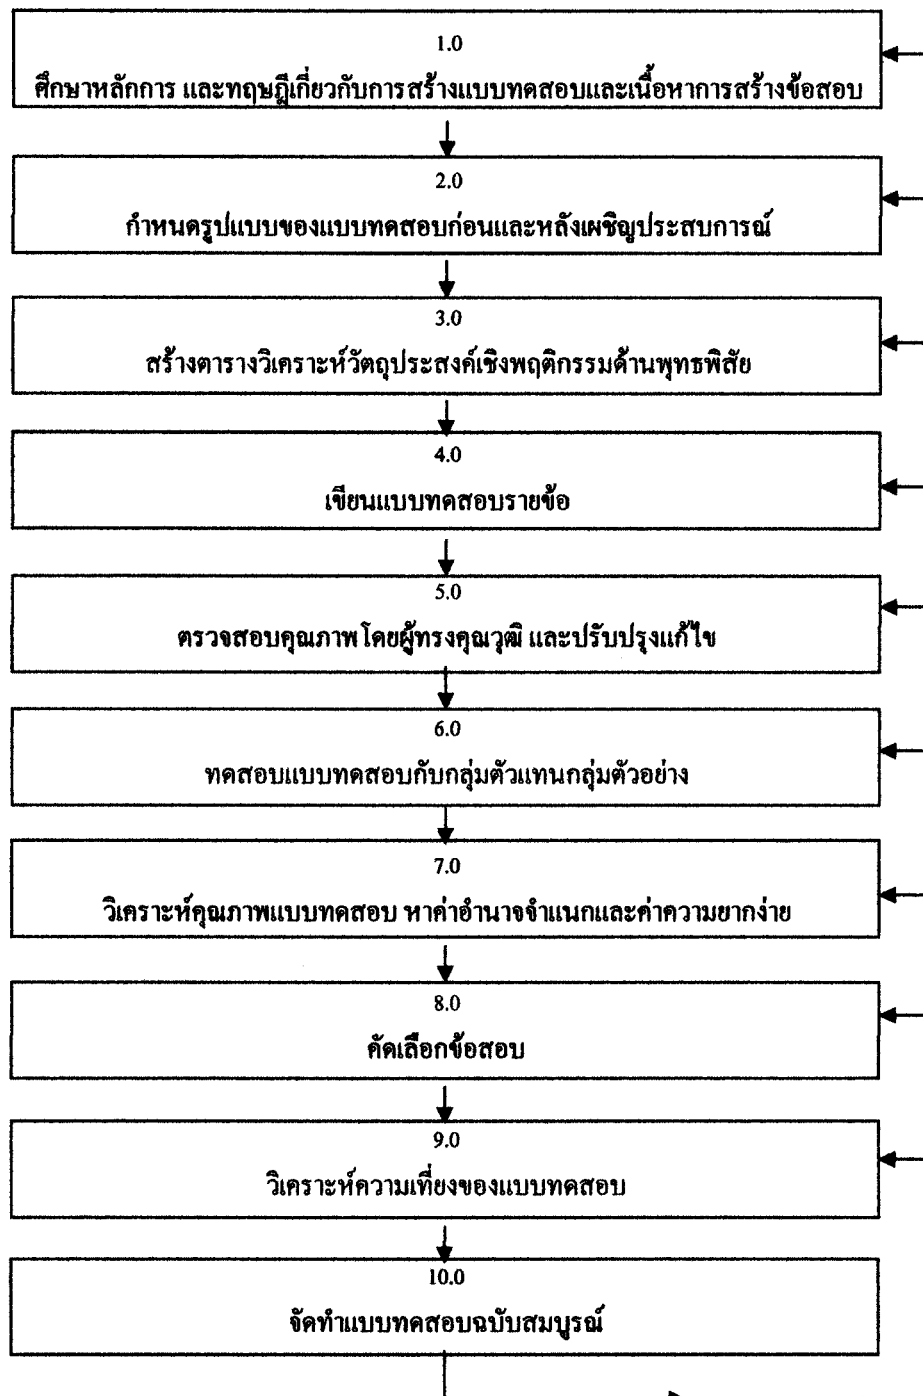 1.0
ศึกษาหลักการ และทฤษฎีเกี่ยวกับการสร้างแบบทดสอบและเนื้อหาการสร้างข้อสอบ
2.0
กำหนดรูปแบบของแบบทดสอบก่อนและหลังเผชิญประสบการณ์
3.0
สร้างตารางวิเคราะห์วัตถุประสงค์เชิงพฤติกรรมด้านพุทธพิสัย
4.0
เขียนแบบทดสอบรายข้อ
5.0
ตรวจสอบคุณภาพโดยผู้ทรงคุณวุฒิ และปรับปรุงแก้ไข
6.0
ทดสอบแบบทดสอบกับกลุ่มตัวแทนกลุ่มตัวอย่าง
7.0
วิเคราะห์คุณภาพแบบทดสอบ หาค่าอำนาจจำแนกและค่าความยากง่าย
8.0
คัดเลือกข้อสอบ
9.0
วิเคราะห์ความเที่ยงของแบบทดสอบ
10.0
จัดทำแบบทดสอบฉบับสมบูรณ์